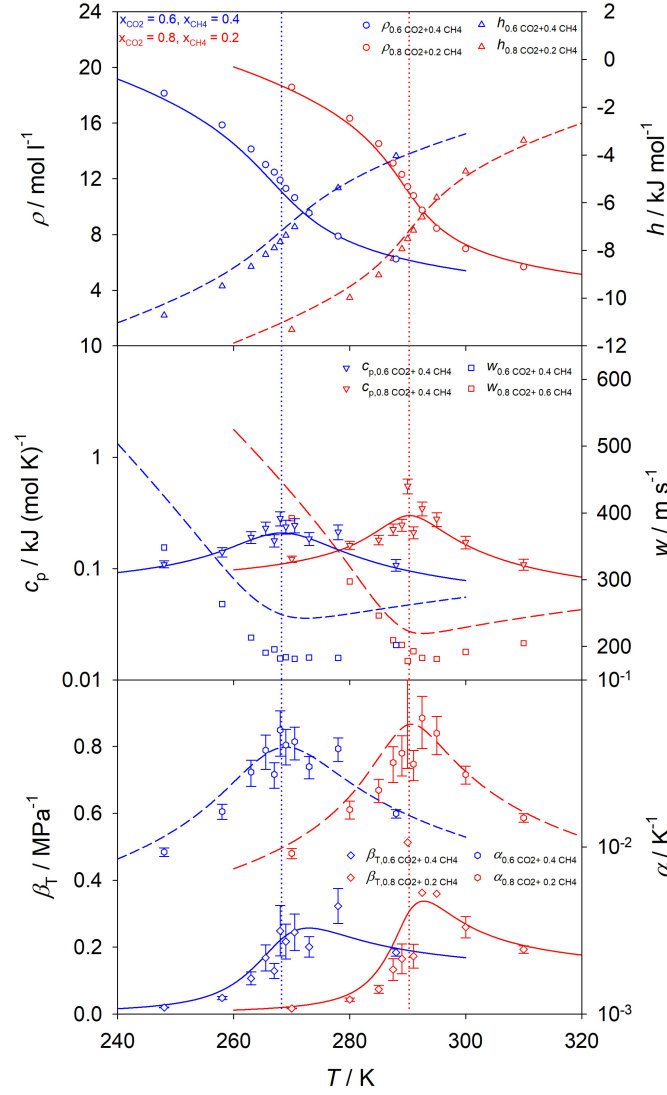 x_CO2 = 0.6, x_CH4 = 0.4
x_CO2 = 0.8, x_CH4 = 0.2
ρ_0.6 CO2+0.4 CH4
ρ_0.8 CO2+0.2 CH4
h_0.6 CO2+0.4 CH4
h_0.8 CO2+0.2 CH4
24
20
16
12
8
4
ρ / mol l⁻¹
2
0
-2
-4
-6
-8
-10
-12
h / kJ mol⁻¹
c_p,0.6 CO2+ 0.4 CH4
c_p,0.8 CO2+ 0.4 CH4
w_0.6 CO2+ 0.4 CH4
w_0.8 CO2+ 0.6 CH4
10
1
0.1
0.01
c_p / kJ (mol K)⁻¹
600
500
400
300
200
w / m s⁻¹
β_T,0.6 CO2+ 0.4 CH4
β_T,0.8 CO2+ 0.2 CH4
α_0.6 CO2+ 0.4 CH4
α_0.8 CO2+ 0.2 CH4
0.8
0.6
0.4
0.2
0.0
β_T / MPa⁻¹
10⁻¹
10⁻²
10⁻³
α / K⁻¹
240
260
280
300
320
T / K